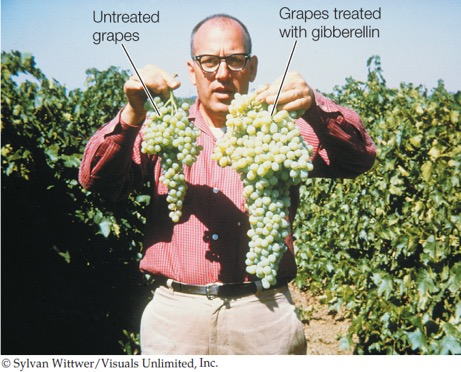 Untreated
grapes
Grapes treated
with gibberellin
© Sylvan Wittwer/Visuals Unlimited, Inc.